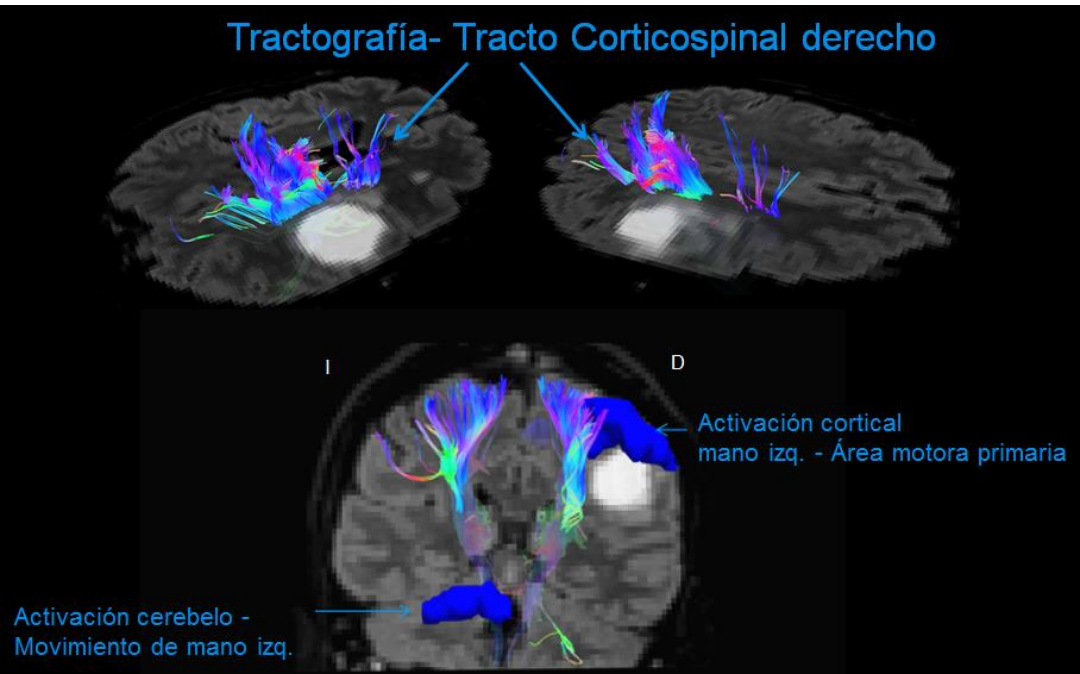 Tractografía- Tracto Corticospinal derecho
I
D
Activación cortical
mano izq. - Área motora primaria
Activación cerebelo -
Movimiento de mano izq.